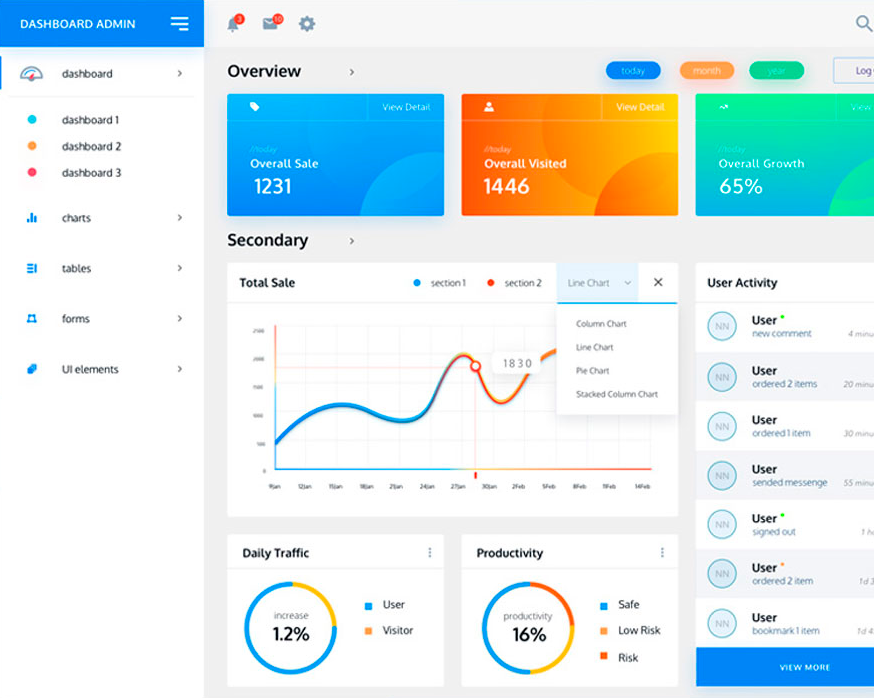 DASHBOARD ADMIN
3
10
dashboard
dashboard 1
dashboard 2
dashboard 3
charts
tables
forms
UI elements
Overview
today
month
year
Log
View Detail
//today
Overall Sale
1231
View Detail
//today
Overall Visited
1446
View
//today
Overall Growth
65%
Secondary
Total Sale
section 1
section 2
Line Chart
Column Chart
Line Chart
Pie Chart
Stacked Column Chart
2500
2000
1500
1000
500
0
1830
9Jan
12Jan
15Jan
18Jan
21Jan
24Jan
27Jan
30Jan
2Feb
5Feb
8Feb
11Feb
14Feb
User Activity
NN
User
new comment
4 minu
NN
User
ordered 2 items
20 minu
NN
User
ordered 1 item
30 minu
NN
User
sended messenge
55 minu
NN
User
signed out
1 h
NN
User
ordered 2 item
1d 3
NN
User
bookmark 1 item
1d 4
VIEW MORE
Daily Traffic
increase
1.2%
User
Visitor
Productivity
productivity
16%
Safe
Low Risk
Risk